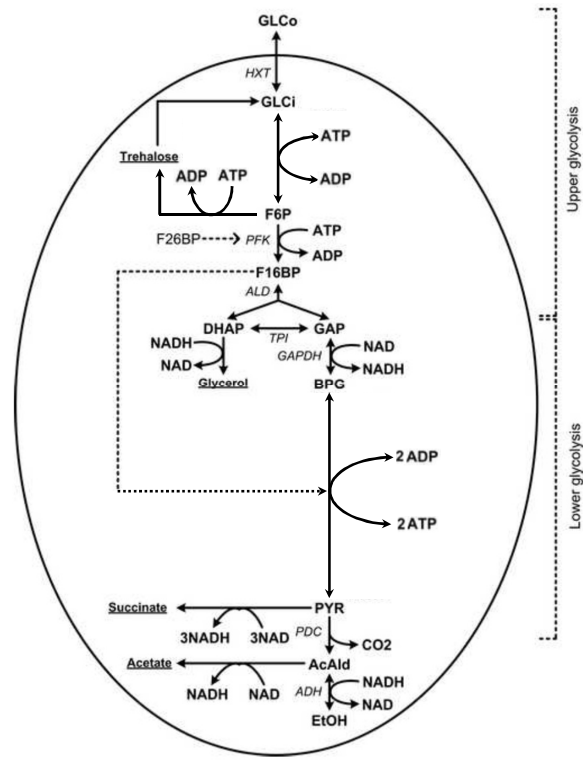 GLCo
HXT
GLCi
ATP
Trehalose
ADP ATP
ADP
F6P
F26BP PFK
ATP
ADP
F16BP
ALD
DHAP GAP
TPI
NADH
NAD
GAPDH
NAD
NADH
Glycerol
BPG
2 ADP
2 ATP
Succinate
PYR
3NADH 3NAD
PDC
CO2
Acetate
AcAld
NADH NAD
ADH
NADH
NAD
EtOH
Upper glycolysis
Lower glycolysis